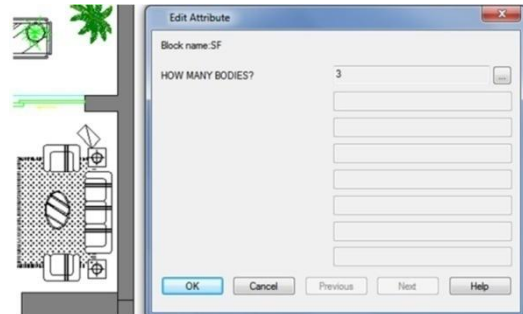 Edit Attribute
Block name:SF
HOW MANY BODIES? 3 ...
OK Cancel Previous Next Help